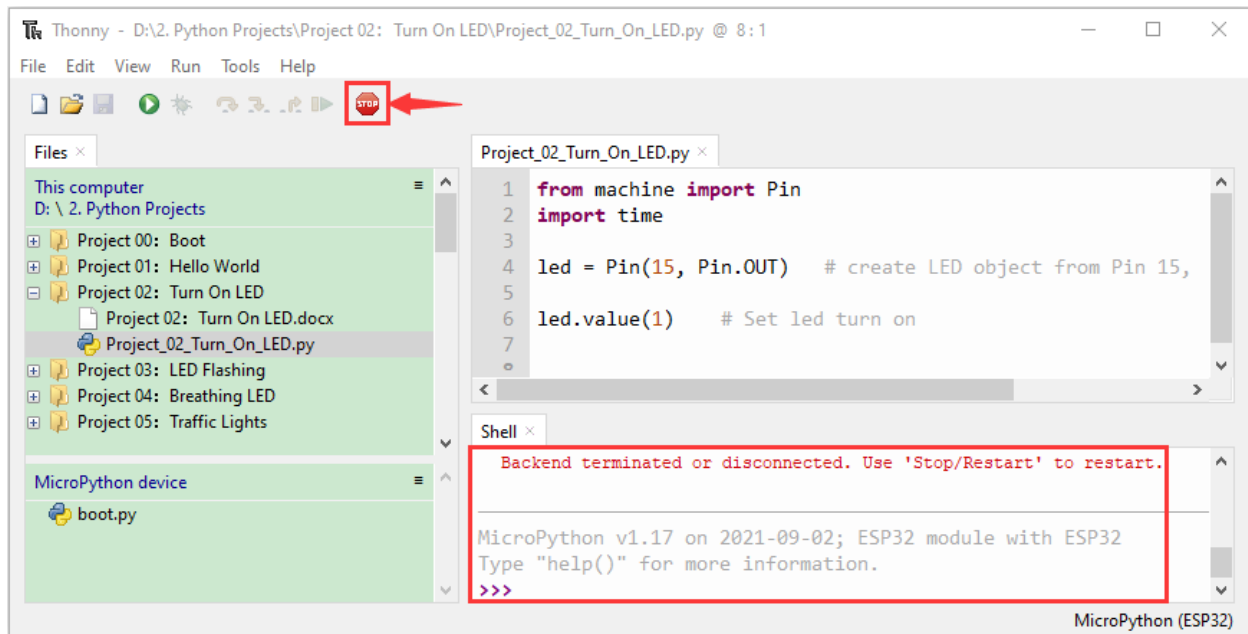 Thonny - D:\2. Python Projects\Project 02： Turn On LED\Project_02_Turn_On_LED.py @ 8:1
File Edit View Run Tools Help
STOP
Files
This computer
D: \ 2. Python Projects
Project 00：Boot
Project 01：Hello World
Project 02：Turn On LED
Project 02： Turn On LED.docx
Project_02_Turn_On_LED.py
Project 03：LED Flashing
Project 04：Breathing LED
Project 05：Traffic Lights
MicroPython device
boot.py
Project_02_Turn_On_LED.py
1 from machine import Pin
2 import time
3
4 led = Pin(15, Pin.OUT) # create LED object from Pin 15,
5
6 led.value(1) # Set led turn on
7
Shell
Backend terminated or disconnected. Use 'Stop/Restart' to restart.
MicroPython v1.17 on 2021-09-02; ESP32 module with ESP32
Type "help()" for more information.
>>>
MicroPython (ESP32)